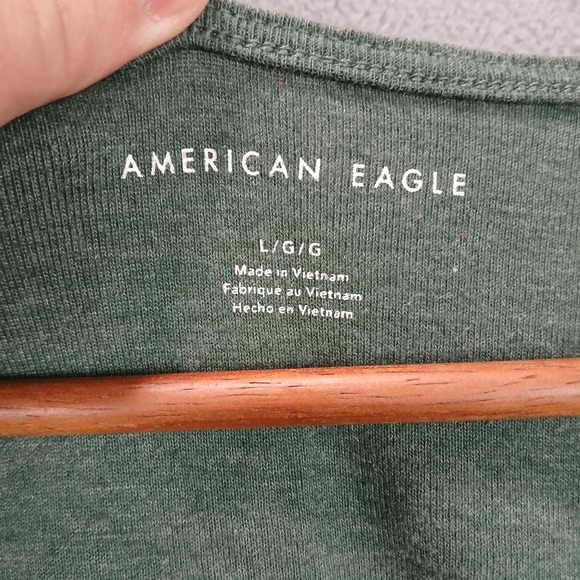 AMERICAN EAGLE
L/G/G
Made in Vietnam
Fabriqué au Vietnam
Hecho en Vietnam